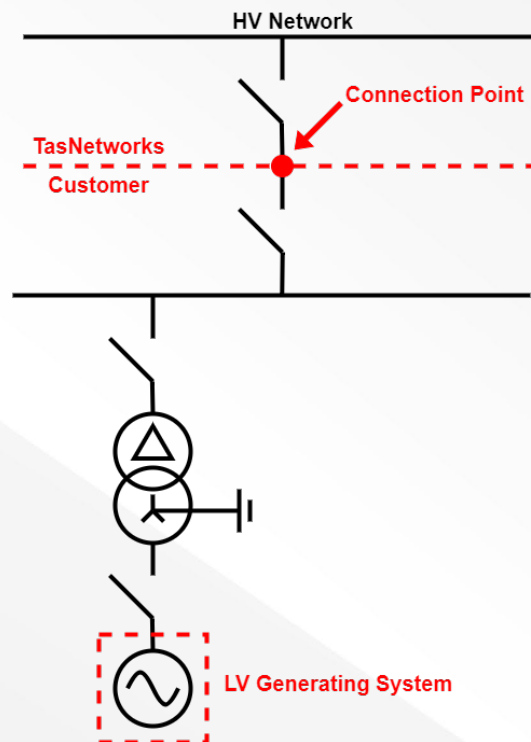 HV Network
Connection Point
TasNetworks
Customer
LV Generating System